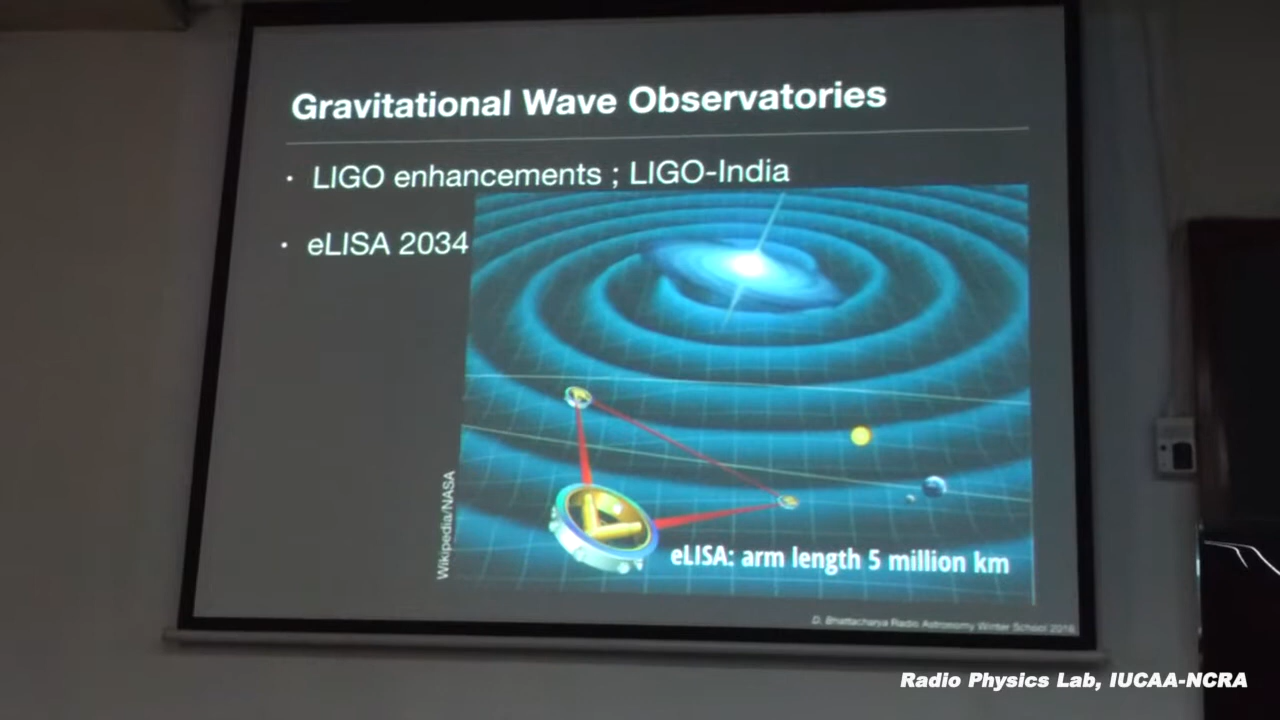 Gravitational Wave Observatories
• LIGO enhancements ; LIGO-India
• eLISA 2034
Wikipedia/NASA
eLISA: arm length 5 million km
D. Bhattacharya Radio Astronomy Winter School 2016
Radio Physics Lab, IUCAA-NCRA